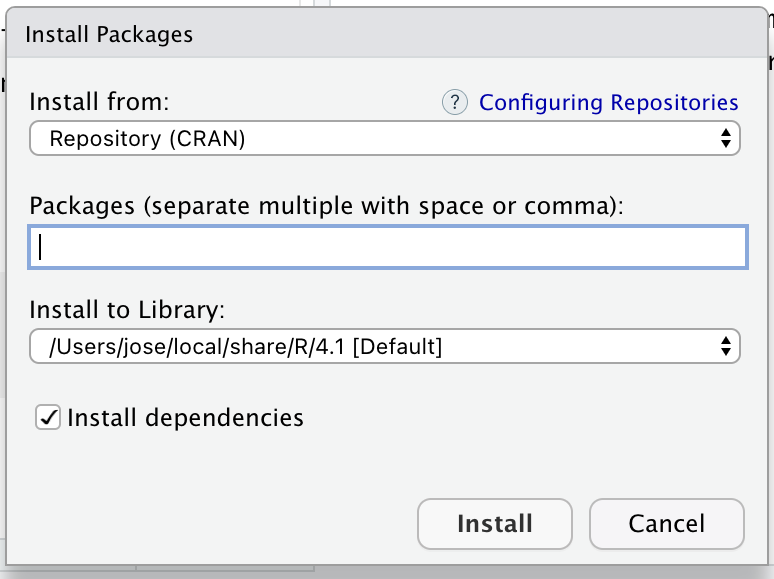 Install Packages
Install from:
? Configuring Repositories
Repository (CRAN)
Packages (separate multiple with space or comma):
Install to Library:
/Users/jose/local/share/R/4.1 [Default]
Install dependencies
Install
Cancel